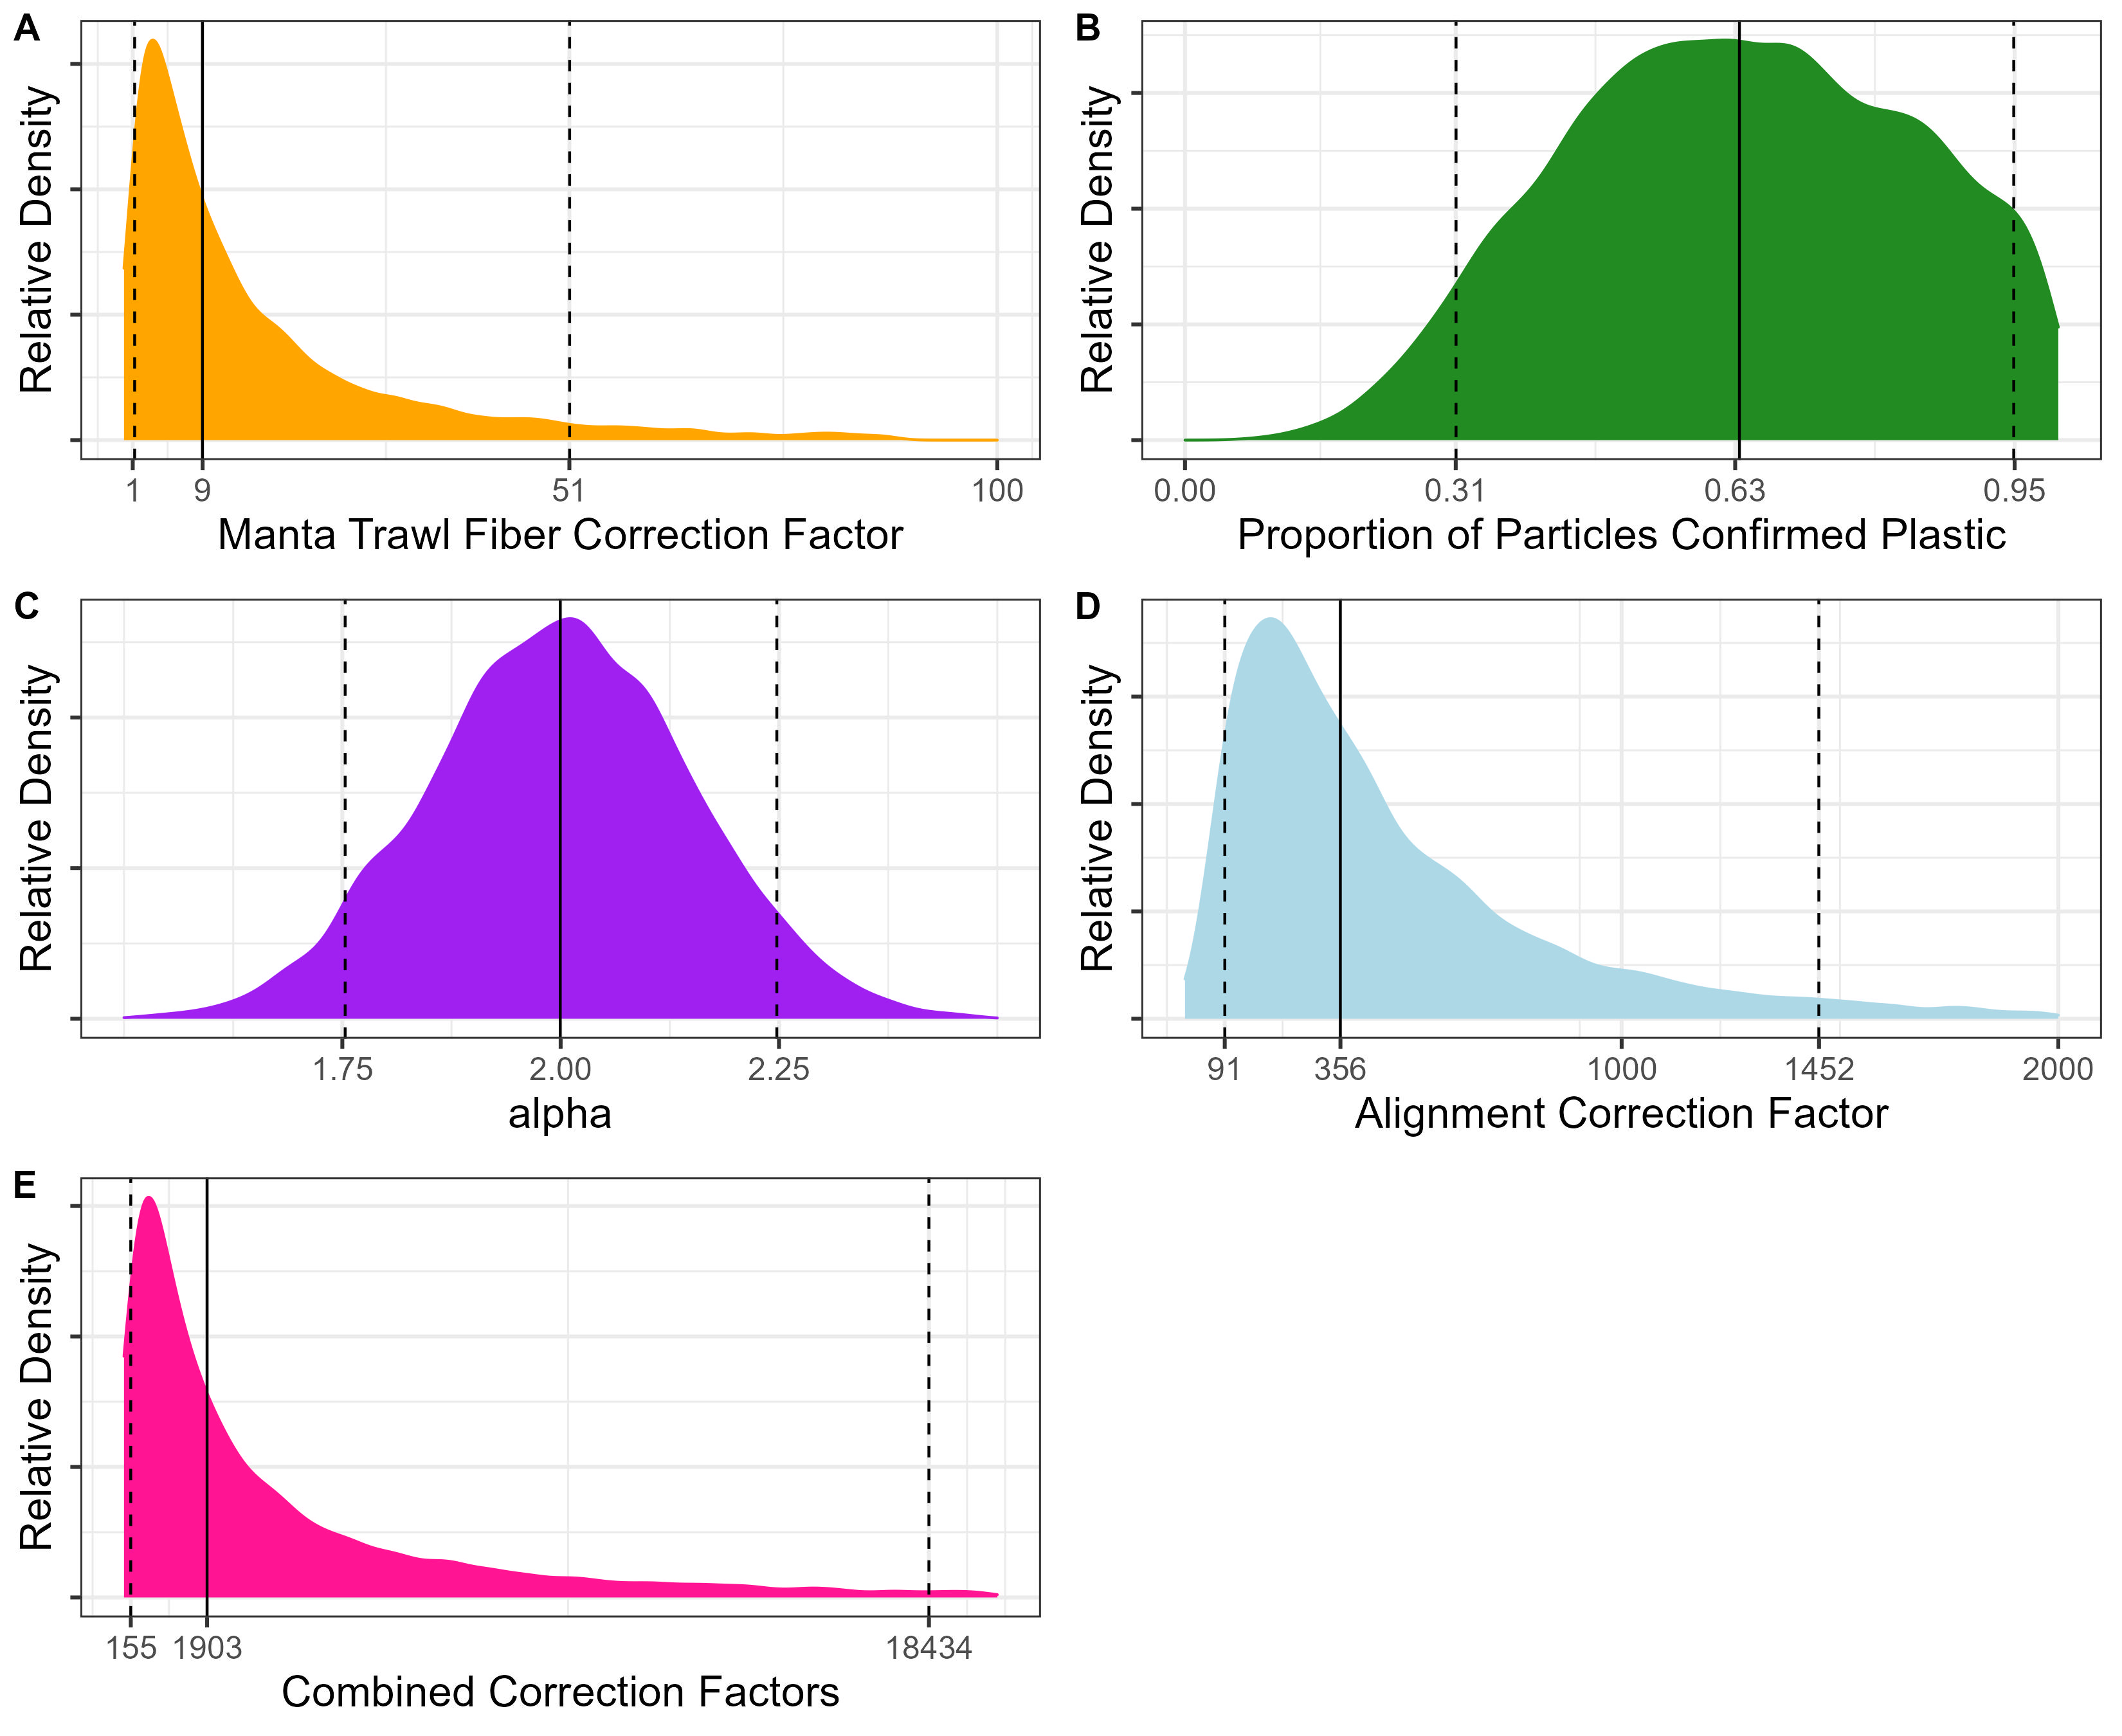 A
Relative Density
1 9 51 100
Manta Trawl Fiber Correction Factor
B
Relative Density
0.00 0.31 0.63 0.95
Proportion of Particles Confirmed Plastic
C
Relative Density
1.75 2.00 2.25
alpha
D
Relative Density
91 356 1000 1452 2000
Alignment Correction Factor
E
Relative Density
155 1903 18434
Combined Correction Factors